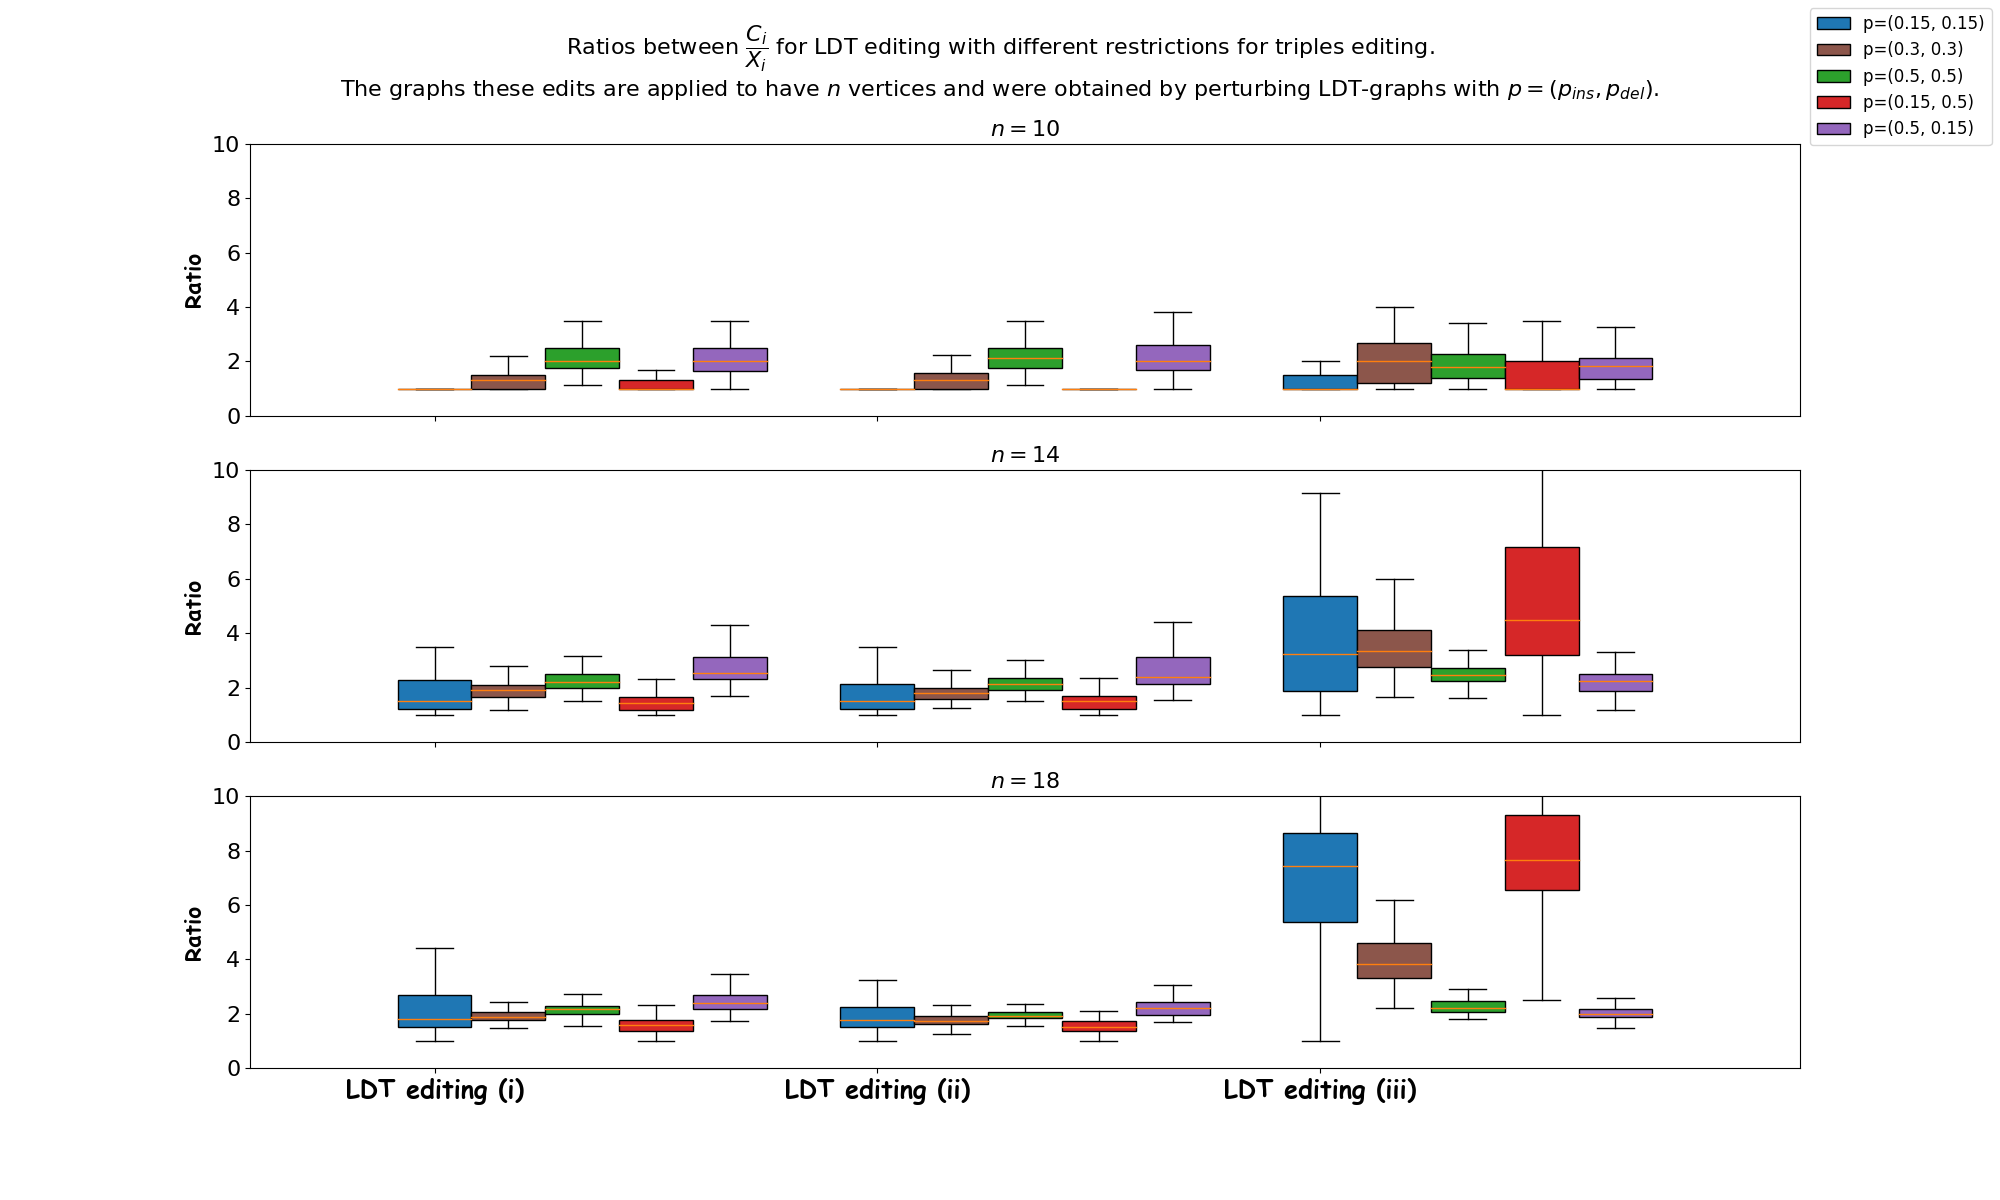 Ratios between C_i/X_i for LDT editing with different restrictions for triples editing.
The graphs these edits are applied to have n vertices and were obtained by perturbing LDT-graphs with p = (p_ins, p_del).
p=(0.15, 0.15)
p=(0.3, 0.3)
p=(0.5, 0.5)
p=(0.15, 0.5)
p=(0.5, 0.15)
n = 10
10
8
6
4
2
0
Ratio
n = 14
10
8
6
4
2
0
Ratio
n = 18
10
8
6
4
2
0
Ratio
LDT editing (i)
LDT editing (ii)
LDT editing (iii)